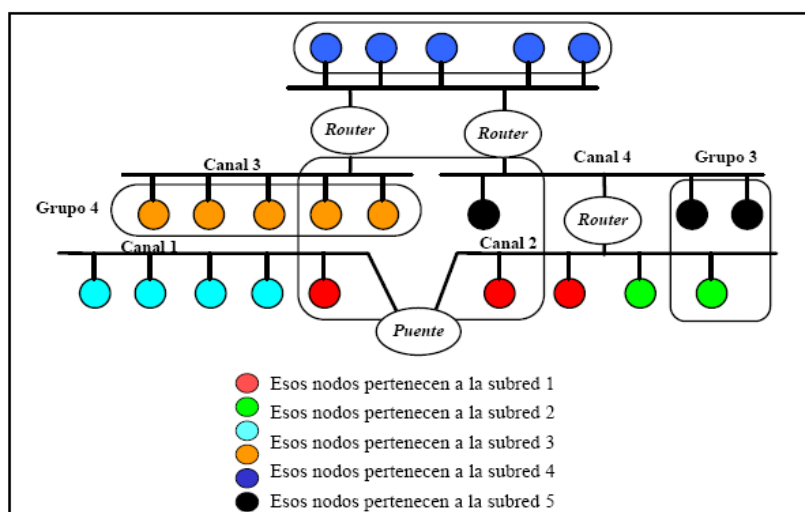 Router
Router
Canal 3
Canal 4
Grupo 3
Grupo 4
Router
Canal 1
Canal 2
Puente
Esos nodos pertenecen a la subred 1
Esos nodos pertenecen a la subred 2
Esos nodos pertenecen a la subred 3
Esos nodos pertenecen a la subred 4
Esos nodos pertenecen a la subred 5